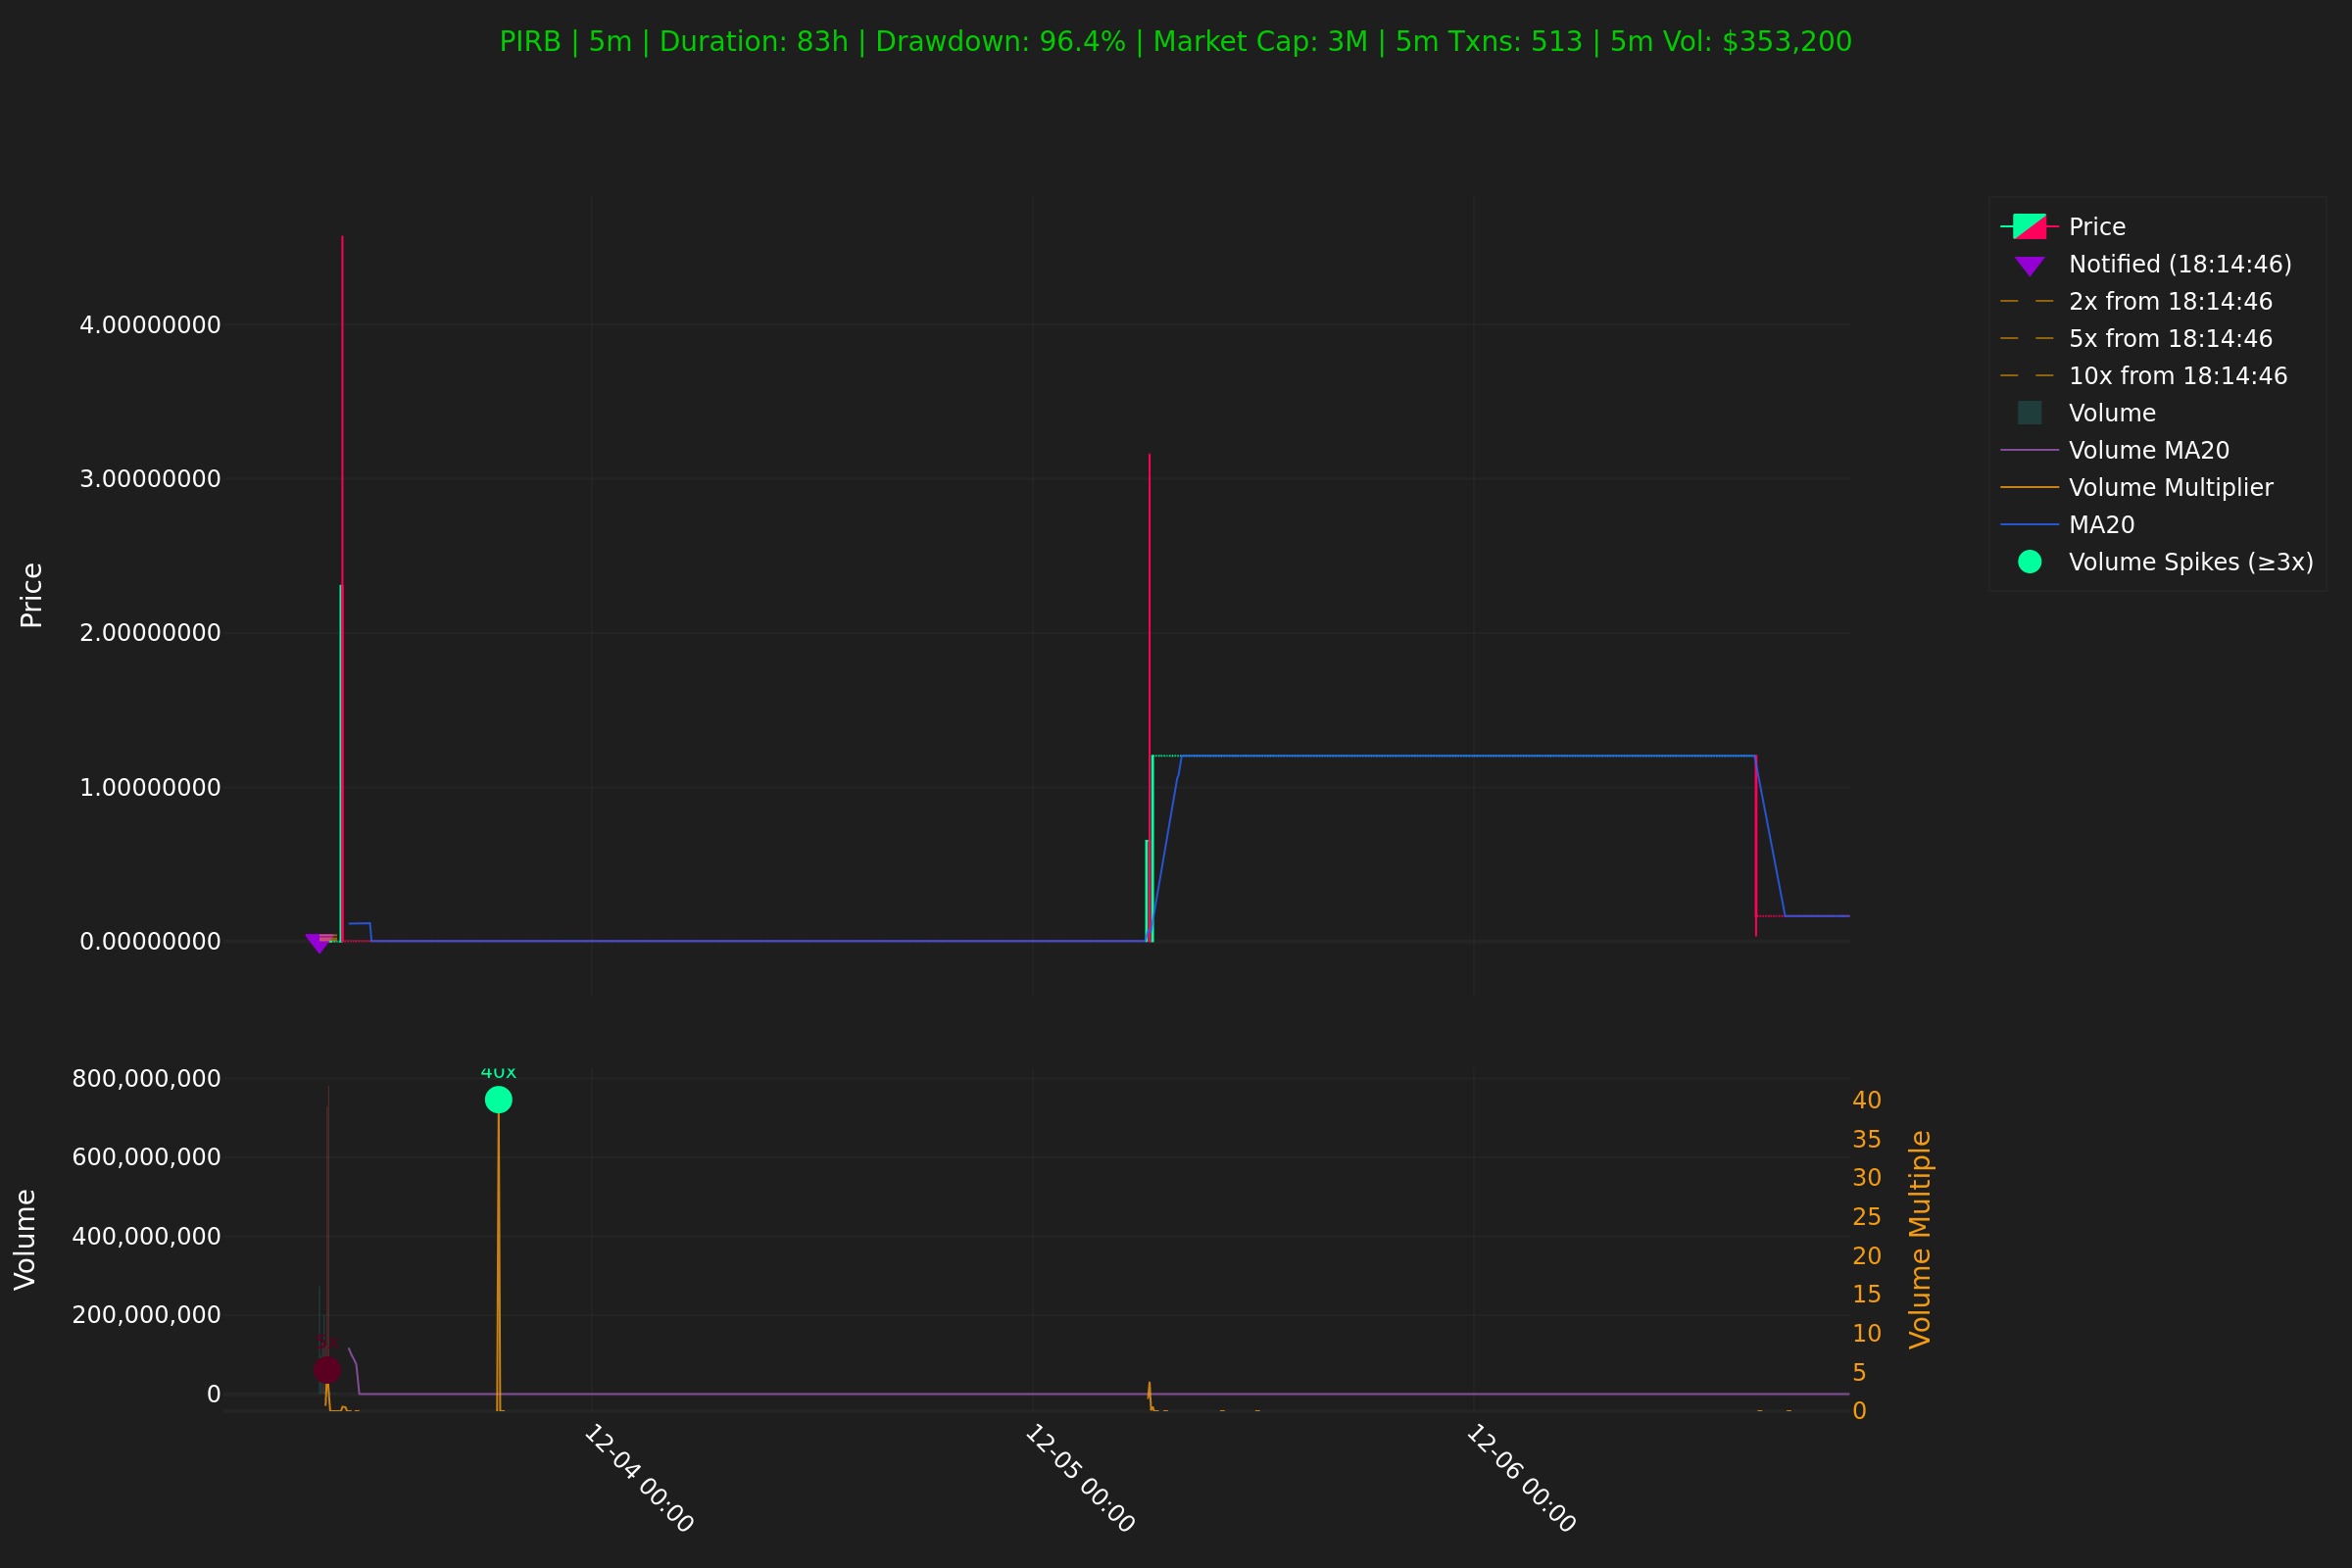 PIRB | 5m | Duration: 83h | Drawdown: 96.4% | Market Cap: 3M | 5m Txns: 513 | 5m Vol: $353,200
Price
4.00000000
3.00000000
2.00000000
1.00000000
0.00000000
Price
Notified (18:14:46)
2x from 18:14:46
5x from 18:14:46
10x from 18:14:46
Volume
Volume MA20
Volume Multiplier
MA20
Volume Spikes (≥3x)
Volume
800,000,000
600,000,000
400,000,000
200,000,000
0
40x
40
35
30
25
20
15
10
5
0
Volume Multiple
12-04 00:00
12-05 00:00
12-06 00:00